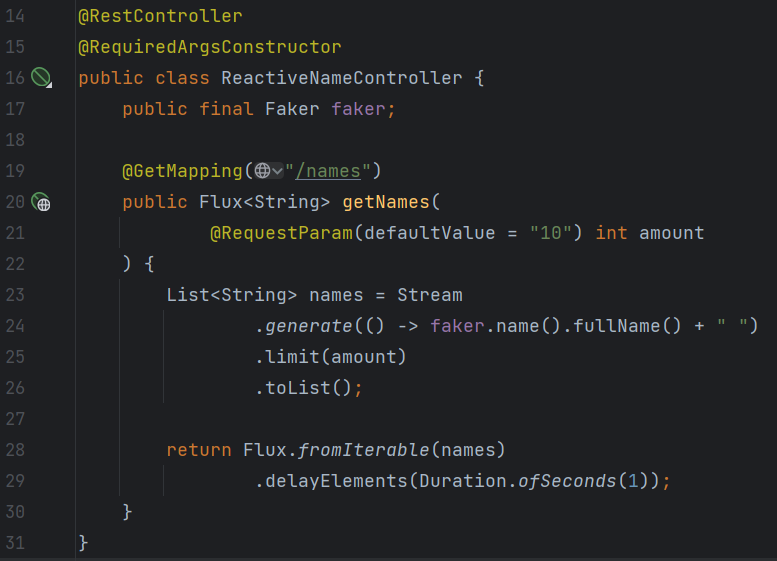 14 @RestController
15 @RequiredArgsConstructor
16 public class ReactiveNameController {
17     public final Faker faker;
18
19     @GetMapping("/names")
20     public Flux<String> getNames(
21             @RequestParam(defaultValue = "10") int amount
22     ) {
23         List<String> names = Stream
24                 .generate(() -> faker.name().fullName() + " ")
25                 .limit(amount)
26                 .toList();
27
28         return Flux.fromIterable(names)
29                 .delayElements(Duration.ofSeconds(1));
30     }
31 }